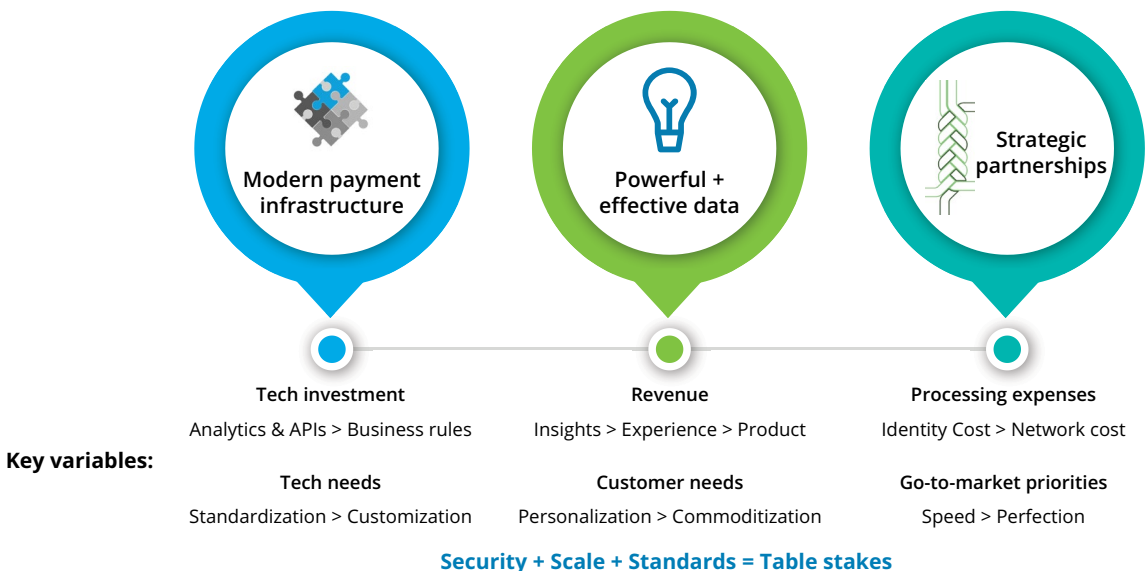 Modern payment
infrastructure
Powerful +
effective data
Strategic
partnerships
Key variables:
Tech investment
Analytics & APIs > Business rules
Revenue
Insights > Experience > Product
Processing expenses
Identity Cost > Network cost
Tech needs
Standardization > Customization
Customer needs
Personalization > Commoditization
Go-to-market priorities
Speed > Perfection
Security + Scale + Standards = Table stakes